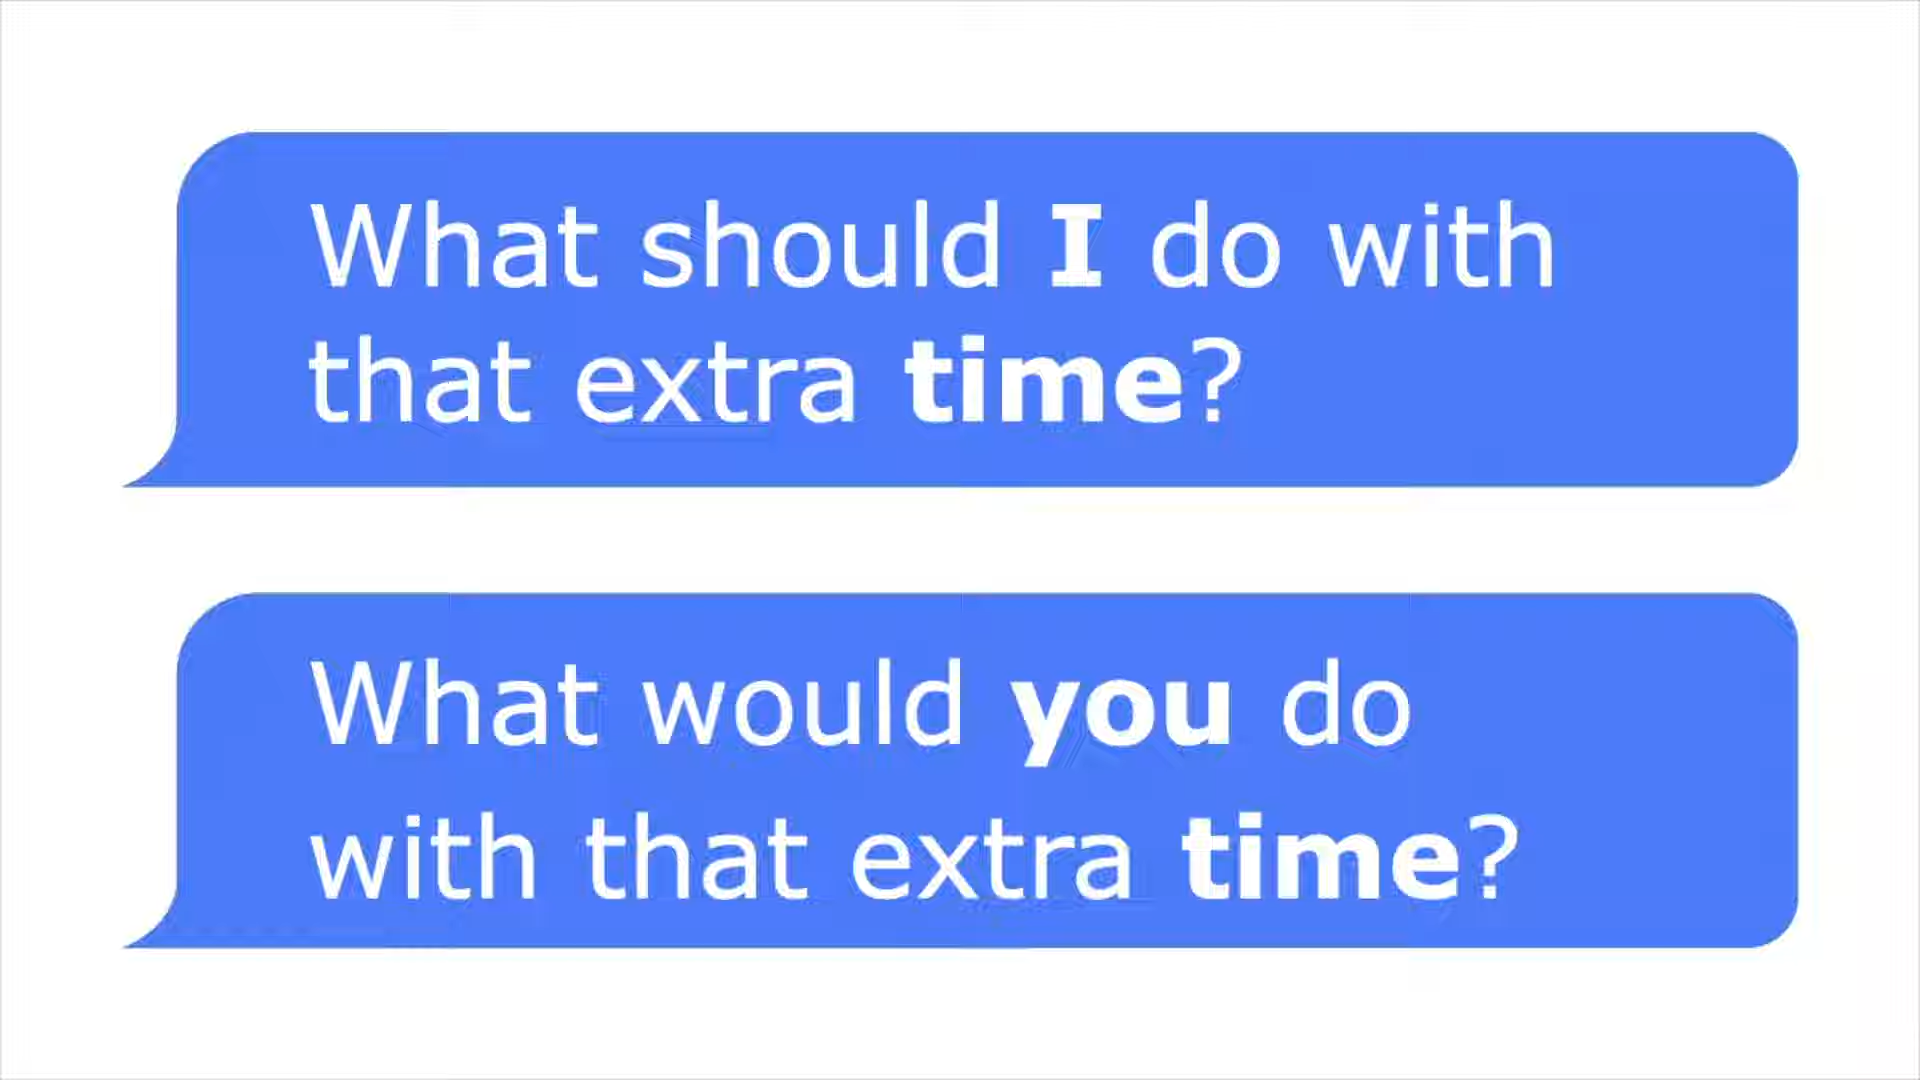 What should I do with
that extra time?
What would you do
with that extra time?